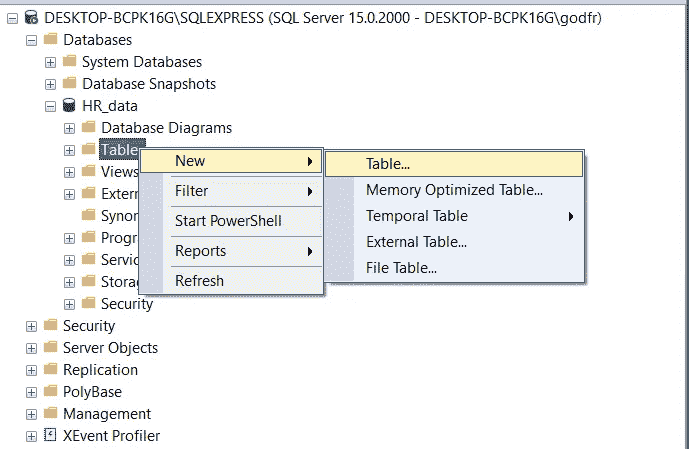 DESKTOP-BCPK16G\SQLEXPRESS (SQL Server 15.0.2000 - DESKTOP-BCPK16G\godfr)
Databases
System Databases
Database Snapshots
HR_data
Database Diagrams
Table
New
Table...
Views
Filter
Memory Optimized Table...
Exter
Temporal Table
Synon
Start PowerShell
External Table...
Progr
Reports
File Table...
Servic
Storag
Refresh
Security
Security
Server Objects
Replication
PolyBase
Management
XEvent Profiler